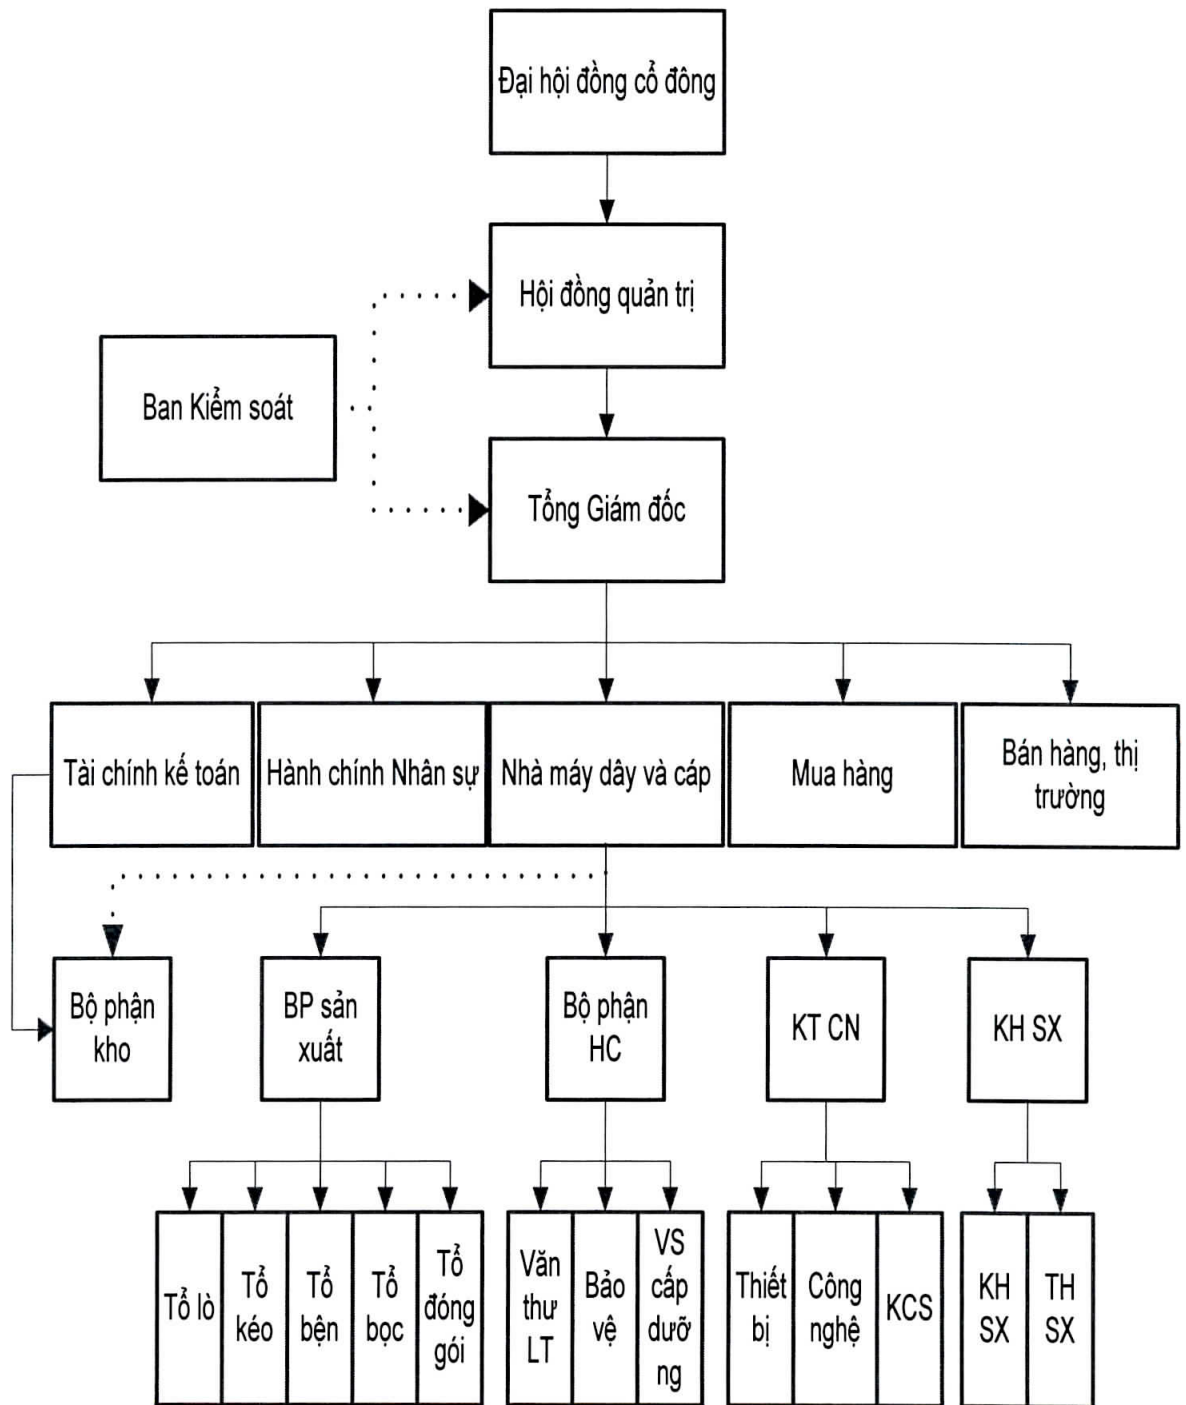 Đại hội đồng cổ đông
Hội đồng quản trị
Ban Kiểm soát
Tổng Giám đốc
Tài chính kế toán
Hành chính Nhân sự
Nhà máy dây và cáp
Mua hàng
Bán hàng, thị
trường
Bộ phận
kho
BP sản
xuất
Bộ phận
HC
KT CN
KH SX
Tổ lò
Tổ
kéo
Tổ
bện
Tổ
bọc
Tổ
đóng
gói
Văn
thư
LT
Bảo
vệ
VS
cấp
dưỡ
ng
Thiết
bị
Công
nghệ
KCS
KH
SX
TH
SX